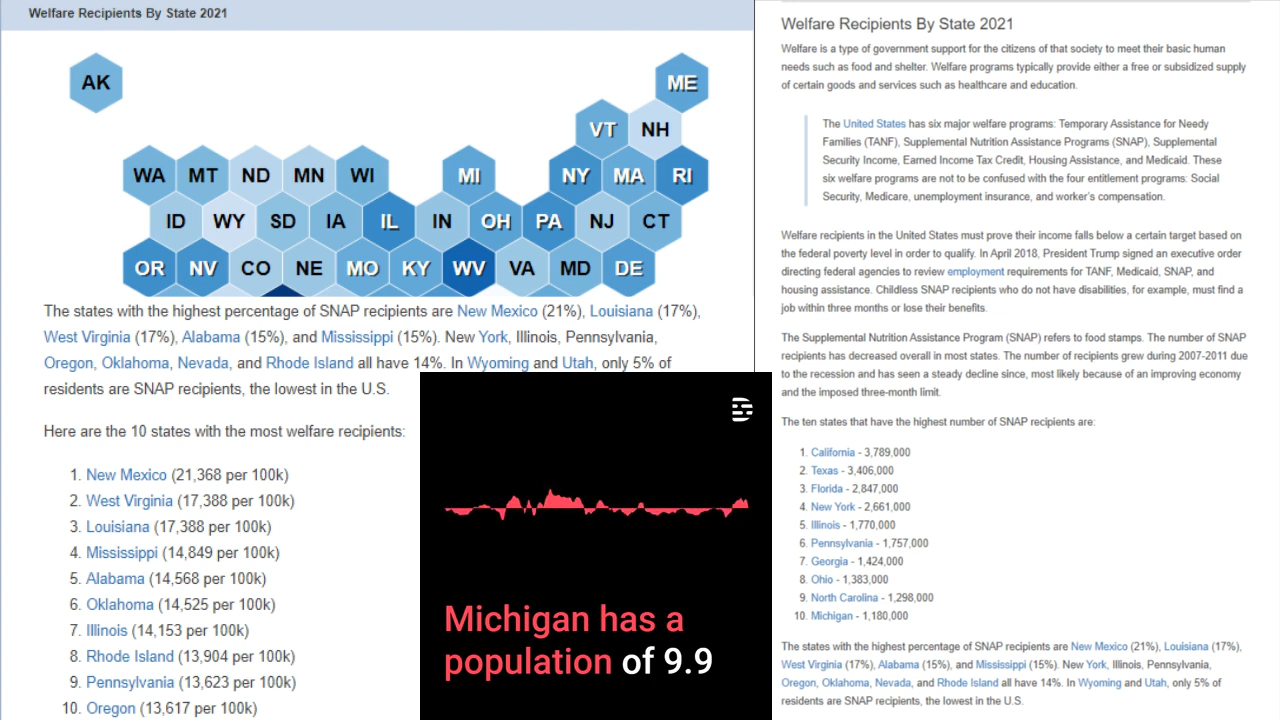 Welfare Recipients By State 2021
AK
ME
VT NH
WA MT ND MN WI MI NY MA RI
ID WY SD IA IL IN OH PA NJ CT
OR NV CO NE MO KY WV VA MD DE
The states with the highest percentage of SNAP recipients are New Mexico (21%), Louisiana (17%),
West Virginia (17%), Alabama (15%), and Mississippi (15%). New York, Illinois, Pennsylvania,
Oregon, Oklahoma, Nevada, and Rhode Island all have 14%. In Wyoming and Utah, only 5% of
residents are SNAP recipients, the lowest in the U.S.
Here are the 10 states with the most welfare recipients:
1. New Mexico (21,368 per 100k)
2. West Virginia (17,388 per 100k)
3. Louisiana (17,388 per 100k)
4. Mississippi (14,849 per 100k)
5. Alabama (14,568 per 100k)
6. Oklahoma (14,525 per 100k)
7. Illinois (14,153 per 100k)
8. Rhode Island (13,904 per 100k)
9. Pennsylvania (13,623 per 100k)
10. Oregon (13,617 per 100k)
Michigan has a
population of 9.9
Welfare Recipients By State 2021
Welfare is a type of government support for the citizens of that society to meet their basic human
needs such as food and shelter. Welfare programs typically provide either a free or subsidized supply
of certain goods and services such as healthcare and education.
The United States has six major welfare programs: Temporary Assistance for Needy
Families (TANF), Supplemental Nutrition Assistance Programs (SNAP), Supplemental
Security Income, Earned Income Tax Credit, Housing Assistance, and Medicaid. These
six welfare programs are not to be confused with the four entitlement programs: Social
Security, Medicare, unemployment insurance, and worker's compensation.
Welfare recipients in the United States must prove their income falls below a certain target based on
the federal poverty level in order to qualify. In April 2018, President Trump signed an executive order
directing federal agencies to review employment requirements for TANF, Medicaid, SNAP, and
housing assistance. Childless SNAP recipients who do not have disabilities, for example, must find a
job within three months or lose their benefits.
The Supplemental Nutrition Assistance Program (SNAP) refers to food stamps. The number of SNAP
recipients has decreased overall in most states. The number of recipients grew during 2007-2011 due
to the recession and has seen a steady decline since, most likely because of an improving economy
and the imposed three-month limit.
The ten states that have the highest number of SNAP recipients are:
1. California - 3,789,000
2. Texas - 3,406,000
3. Florida - 2,847,000
4. New York - 2,661,000
5. Illinois - 1,770,000
6. Pennsylvania - 1,757,000
7. Georgia - 1,424,000
8. Ohio - 1,383,000
9. North Carolina - 1,298,000
10. Michigan - 1,180,000
The states with the highest percentage of SNAP recipients are New Mexico (21%), Louisiana (17%),
West Virginia (17%), Alabama (15%), and Mississippi (15%). New York, Illinois, Pennsylvania,
Oregon, Oklahoma, Nevada, and Rhode Island all have 14%. In Wyoming and Utah, only 5% of
residents are SNAP recipients, the lowest in the U.S.